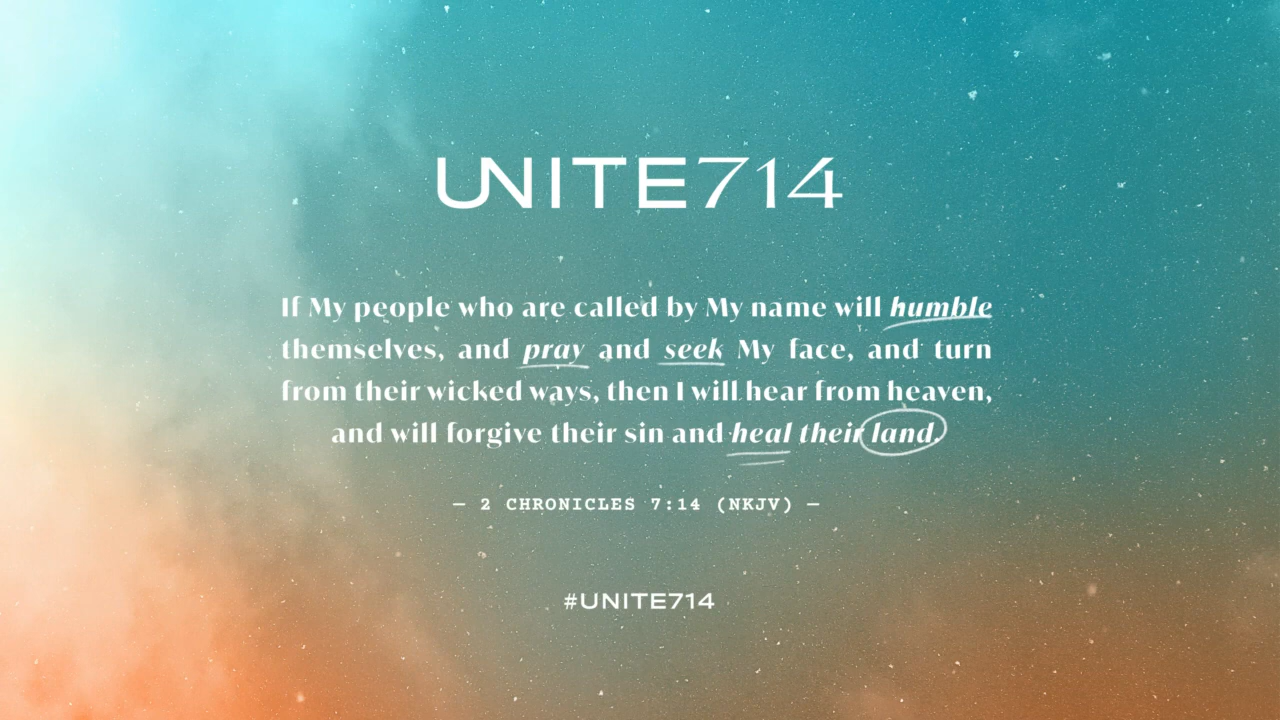 UNITE714
If My people who are called by My name will humble
themselves, and pray and seek My face, and turn
from their wicked ways, then I will hear from heaven,
and will forgive their sin and heal their land.
— 2 CHRONICLES 7:14 (NKJV) —
#UNITE714